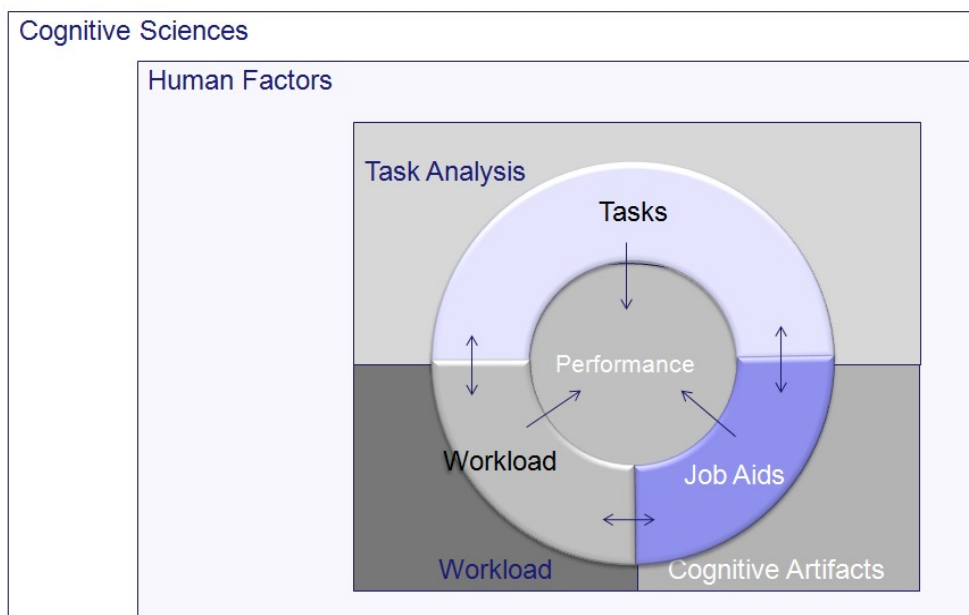 Cognitive Sciences
Human Factors
Task Analysis
Tasks
Performance
Workload
Job Aids
Workload
Cognitive Artifacts